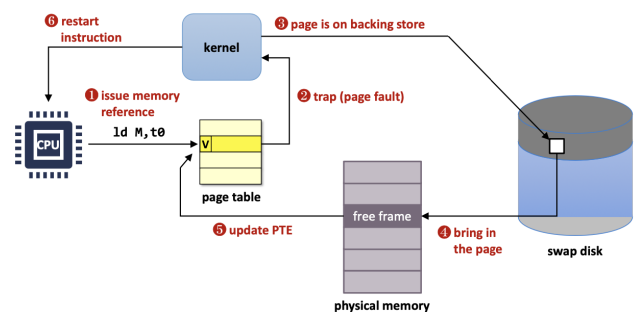 ❻ restart
instruction
kernel
❸ page is on backing store
❶ issue memory
reference
❷ trap (page fault)
ld M,t0
CPU
V
page table
free frame
❺ update PTE
❹ bring in
the page
swap disk
physical memory